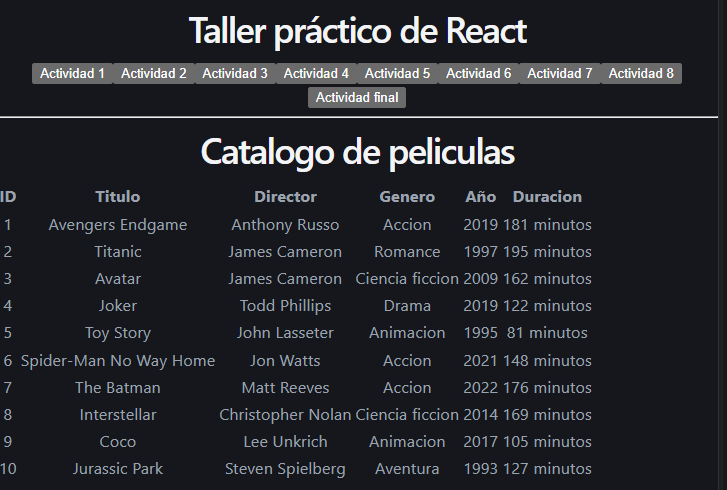 Taller práctico de React
Actividad 1 Actividad 2 Actividad 3 Actividad 4 Actividad 5 Actividad 6 Actividad 7 Actividad 8
Actividad final
Catalogo de peliculas
ID Titulo Director Genero Año Duracion
1 Avengers Endgame Anthony Russo Accion 2019 181 minutos
2 Titanic James Cameron Romance 1997 195 minutos
3 Avatar James Cameron Ciencia ficcion 2009 162 minutos
4 Joker Todd Phillips Drama 2019 122 minutos
5 Toy Story John Lasseter Animacion 1995 81 minutos
6 Spider-Man No Way Home Jon Watts Accion 2021 148 minutos
7 The Batman Matt Reeves Accion 2022 176 minutos
8 Interstellar Christopher Nolan Ciencia ficcion 2014 169 minutos
9 Coco Lee Unkrich Animacion 2017 105 minutos
10 Jurassic Park Steven Spielberg Aventura 1993 127 minutos